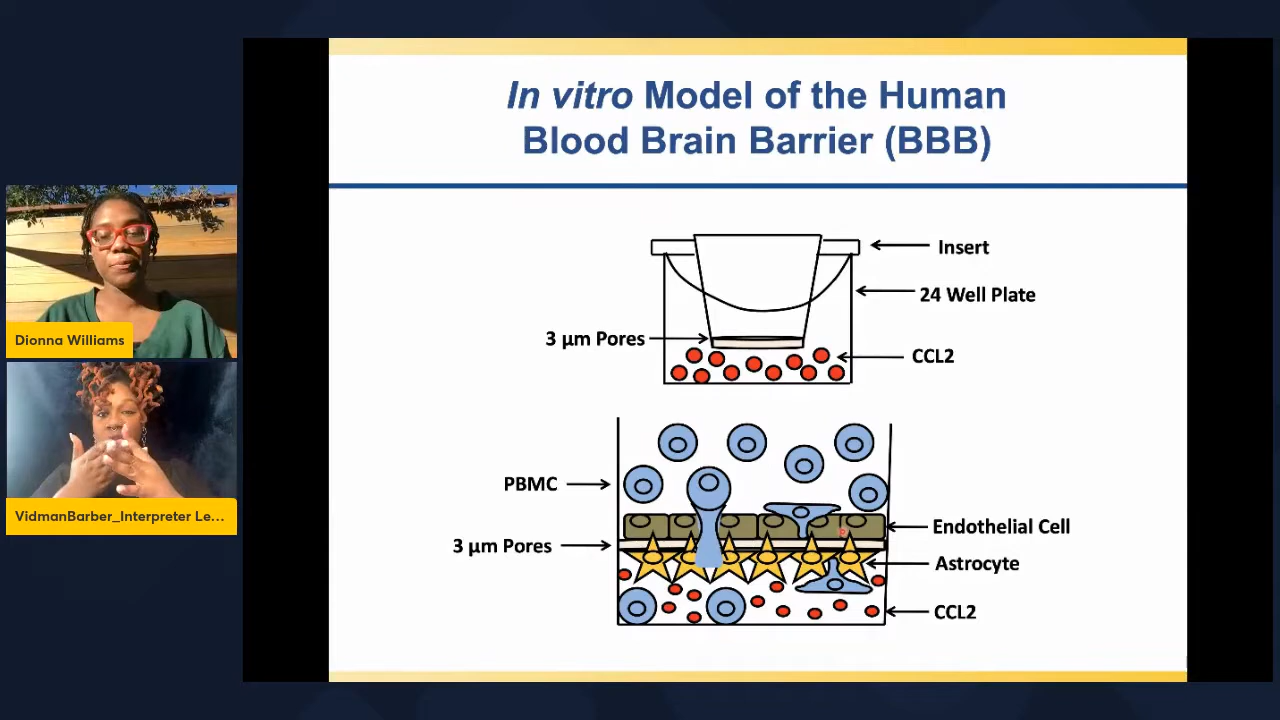 In vitro Model of the Human
Blood Brain Barrier (BBB)
Insert
24 Well Plate
3 µm Pores
CCL2
PBMC
Endothelial Cell
3 µm Pores
Astrocyte
CCL2
Dionna Williams
VidmanBarber_Interpreter Le...